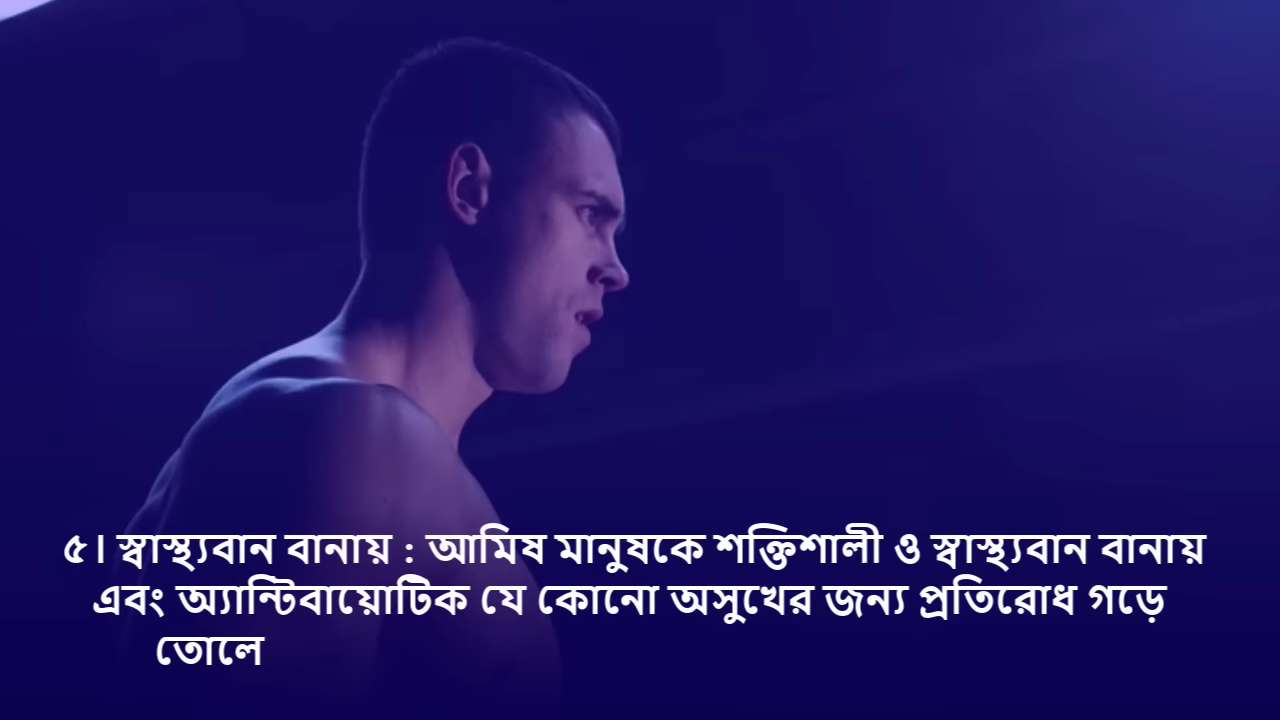 ৫। স্বাস্থ্যবান বানায় : আমিষ মানুষকে শক্তিশালী ও স্বাস্থ্যবান বানায়
এবং অ্যান্টিবায়োটিক যে কোনো অসুখের জন্য প্রতিরোধ গড়ে
তোলে